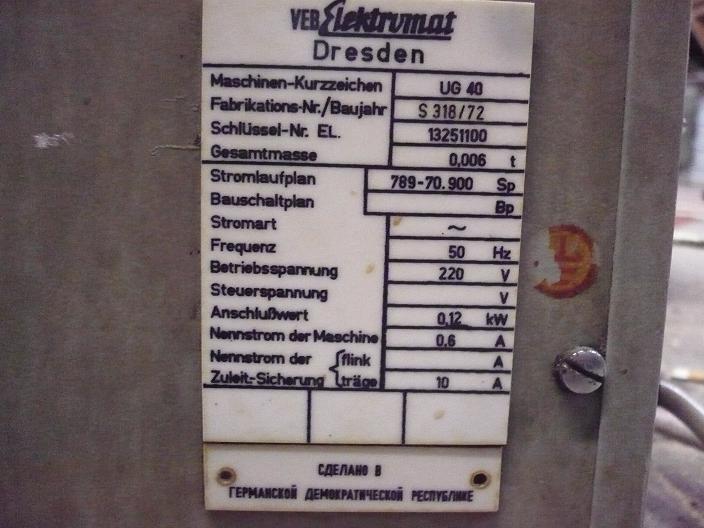 VEB Elektromat
Dresden
Maschinen-Kurzzeichen UG 40
Fabrikations-Nr./Baujahr S 318/72
Schlüssel-Nr. EL. 13251100
Gesamtmasse 0,006 t
Stromlaufplan 789-70.900 Sp
Bauschaltplan Bp
Stromart ~
Frequenz 50 Hz
Betriebsspannung 220 V
Steuerspannung V
Anschlußwert 0,12 kW
Nennstrom der Maschine 0,6 A
Nennstrom der { flink A
Zuleit-Sicherung träge 10 A
СДЕЛАНО В
ГЕРМАНСКОЙ ДЕМОКРАТИЧЕСКОЙ РЕСПУБЛИКЕ